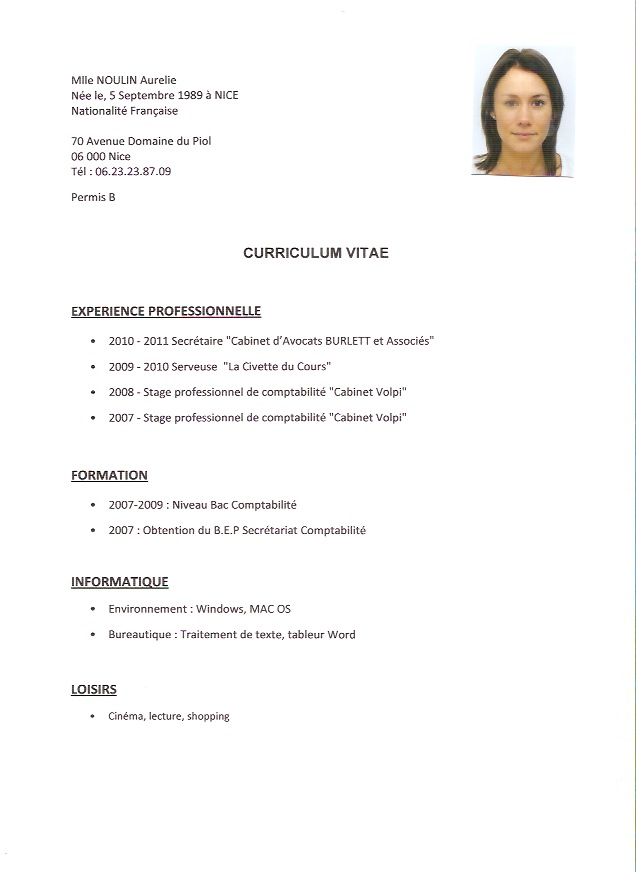 Mlle NOULIN Aurelie
Née le, 5 Septembre 1989 à NICE
Nationalité Française
70 Avenue Domaine du Piol
06 000 Nice
Tél : 06.23.23.87.09
Permis B
CURRICULUM VITAE
EXPERIENCE PROFESSIONNELLE
• 2010 - 2011 Secrétaire "Cabinet d'Avocats BURLETT et Associés"
• 2009 - 2010 Serveuse "La Civette du Cours"
• 2008 - Stage professionnel de comptabilité "Cabinet Volpi"
• 2007 - Stage professionnel de comptabilité "Cabinet Volpi"
FORMATION
• 2007-2009 : Niveau Bac Comptabilité
• 2007 : Obtention du B.E.P Secrétariat Comptabilité
INFORMATIQUE
• Environnement : Windows, MAC OS
• Bureautique : Traitement de texte, tableur Word
LOISIRS
• Cinéma, lecture, shopping